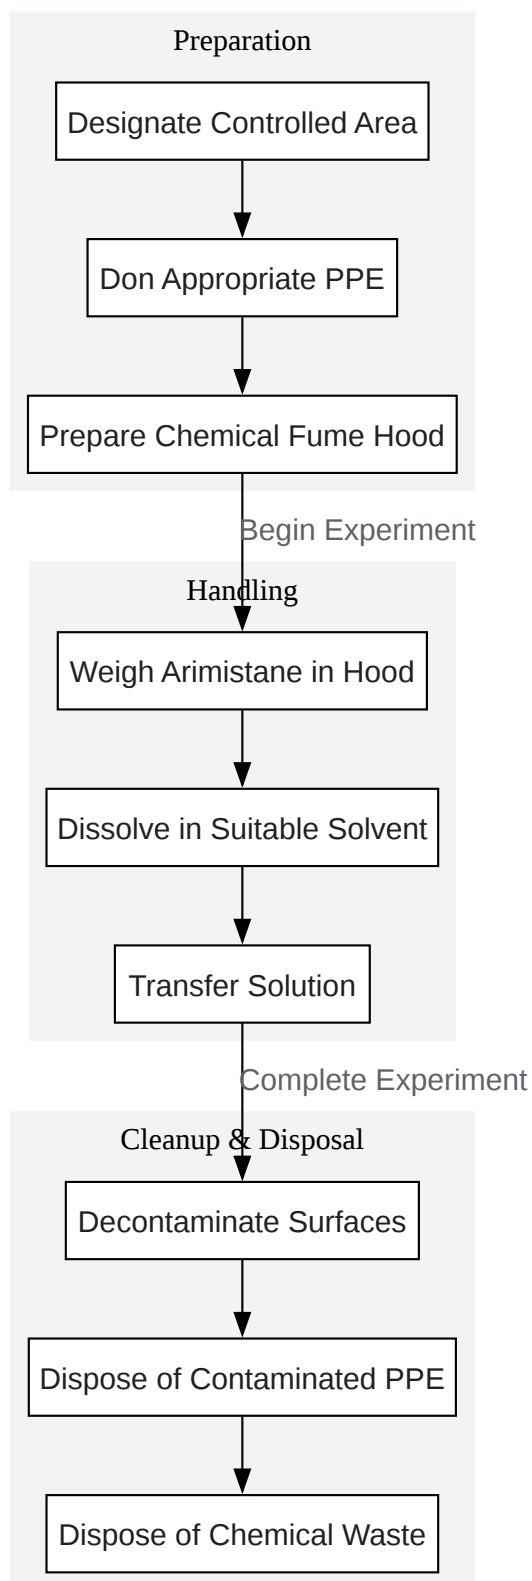 Preparation
Designate Controlled Area
Don Appropriate PPE
Prepare Chemical Fume Hood
Begin Experiment
Handling
Weigh Arimistane in Hood
Dissolve in Suitable Solvent
Transfer Solution
Complete Experiment
Cleanup & Disposal
Decontaminate Surfaces
Dispose of Contaminated PPE
Dispose of Chemical Waste